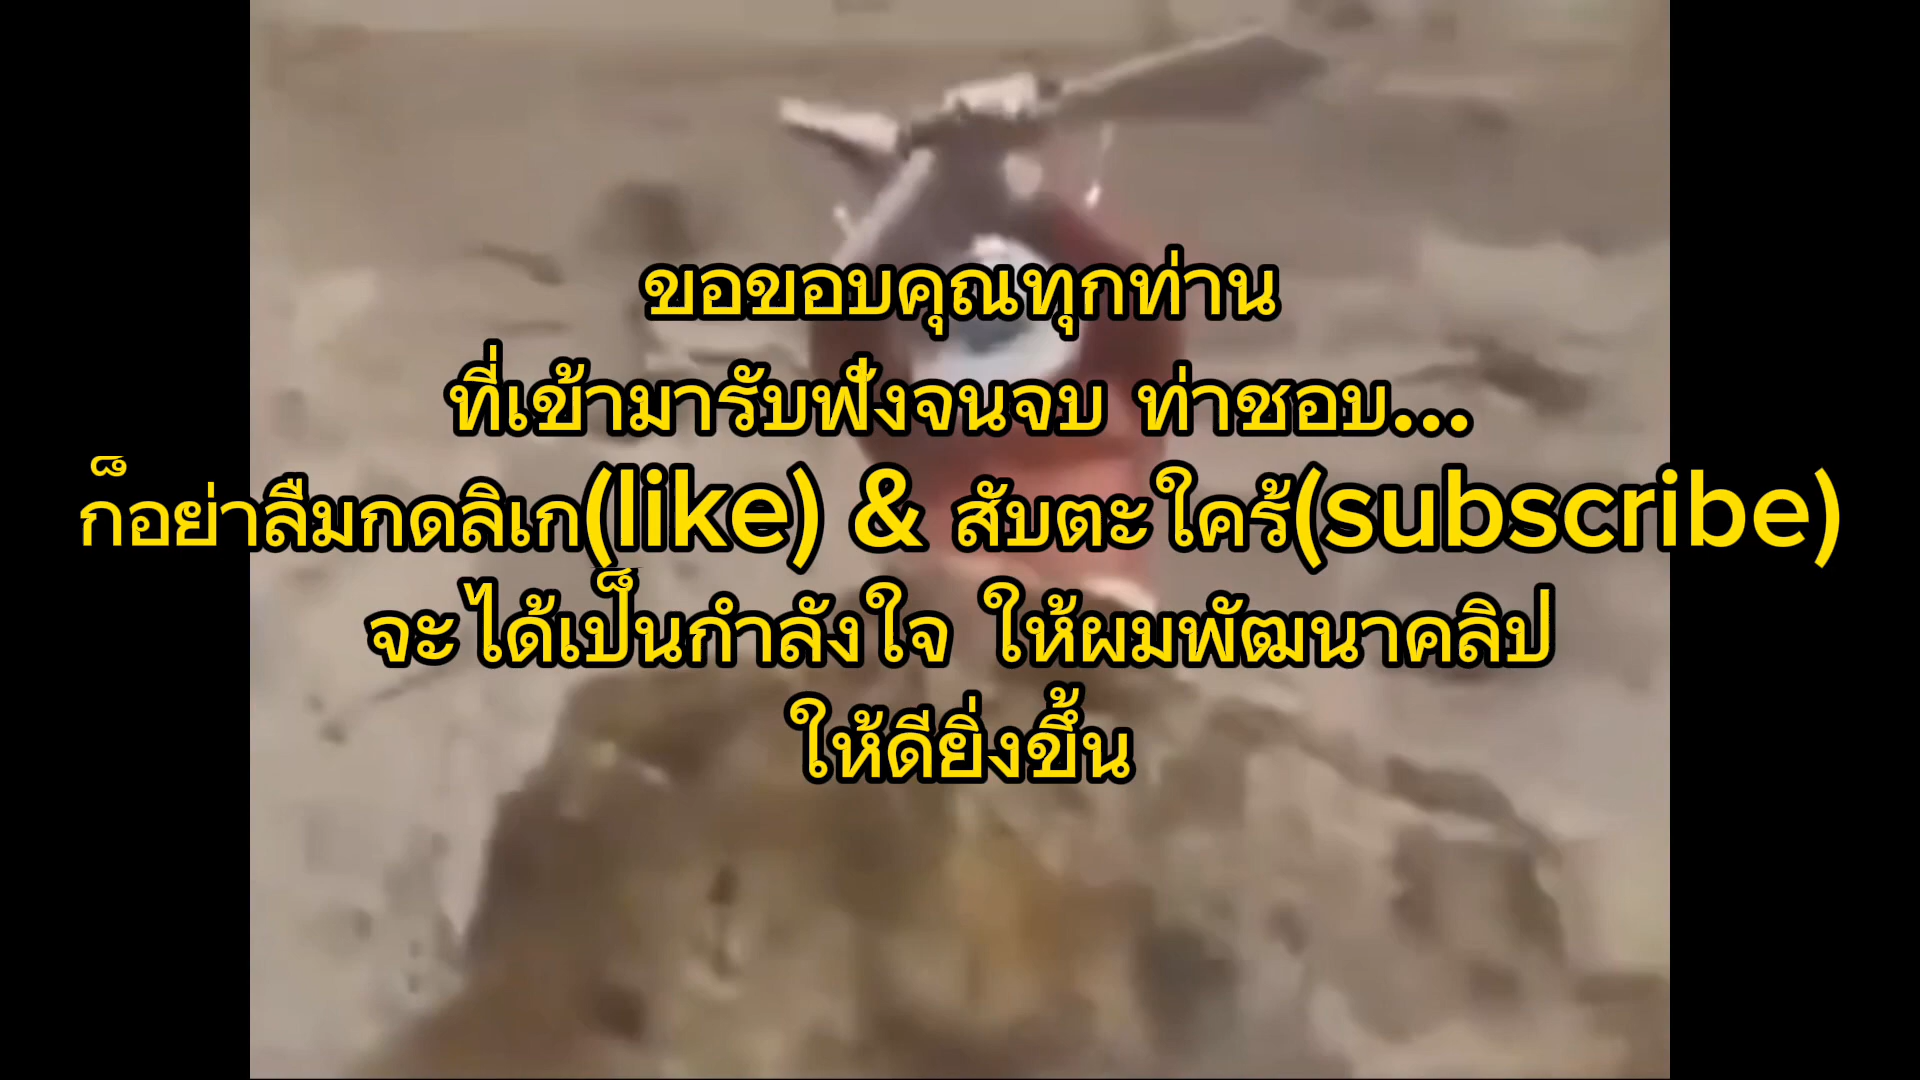 ขอขอบคุณทุกท่าน
ที่เข้ามารับฟังจนจบ ท่าชอบ...
ก็อย่าลืมกดลิเก(like) & สับตะใคร้(subscribe)
จะได้เป็นกำลังใจ ให้ผมพัฒนาคลิป
ให้ดียิ่งขึ้น